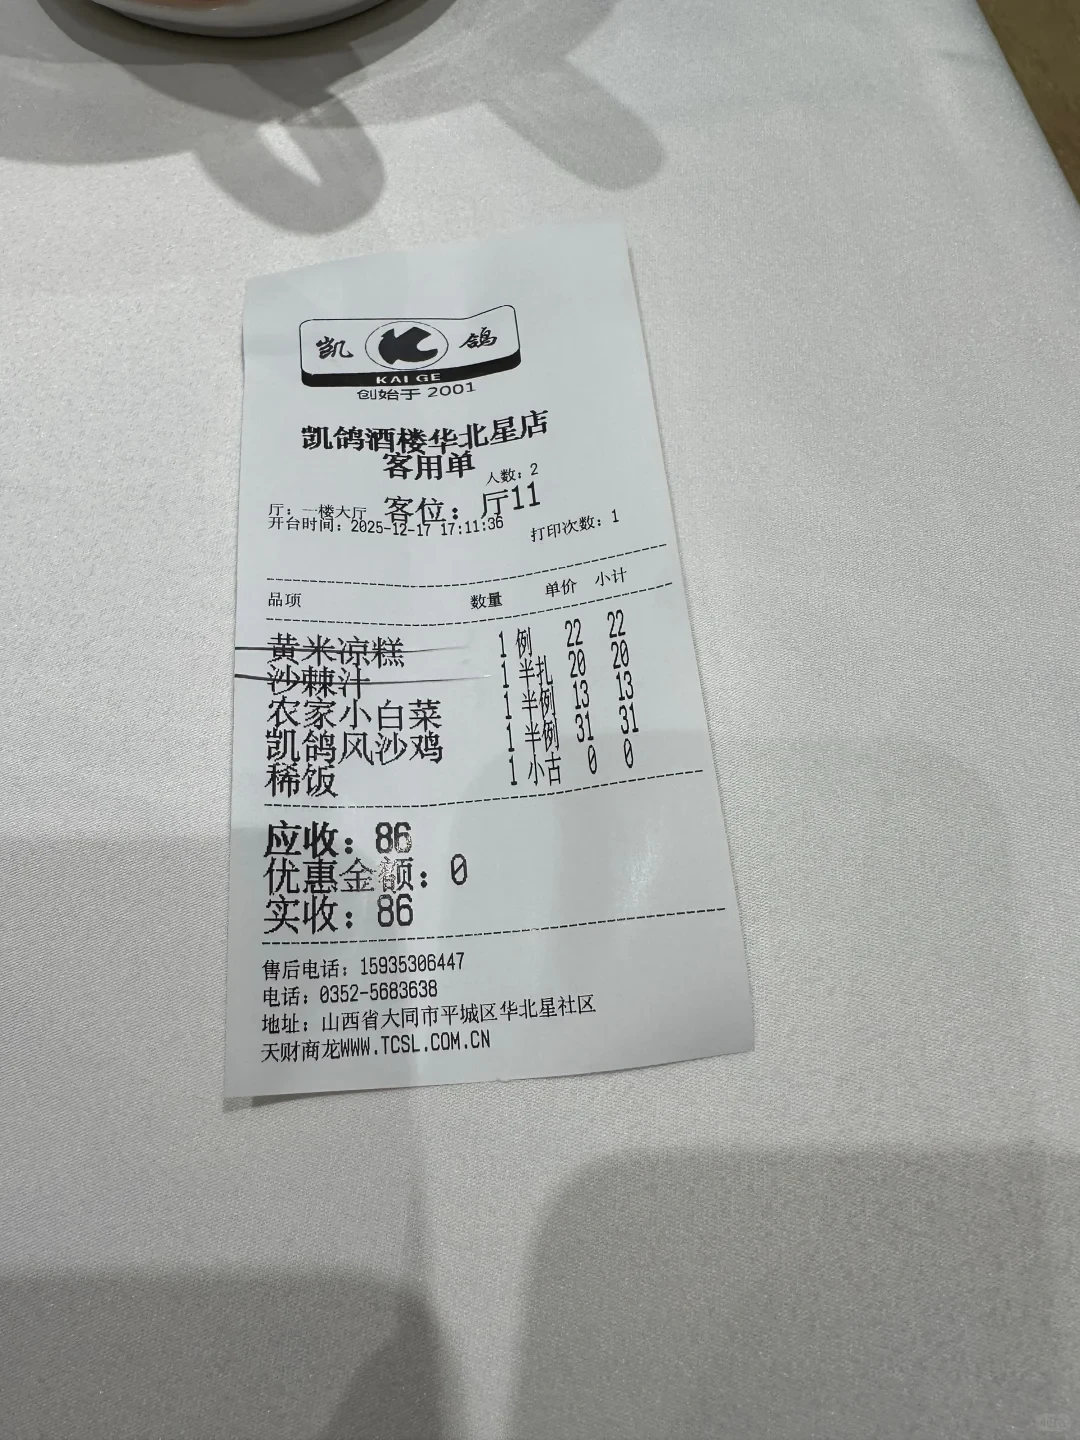 凯 鸽
KAI GE
创始于 2001
凯鸽酒楼华北星店
客用单
人数：2
厅：一楼大厅 客位：厅11
开台时间：2025-12-17 17:11:36 打印次数：1
品项 数量 单价 小计
黄米凉糕 1 例 22 22
沙棘汁 1 半扎 20 20
农家小白菜 1 半例 13 13
凯鸽风沙鸡 1 半例 31 31
稀饭 1 小古 0 0
应收：86
优惠金额：0
实收：86
售后电话：15935306447
电话：0352-5683638
地址：山西省大同市平城区华北星社区
天财商龙WWW.TCSL.COM.CN